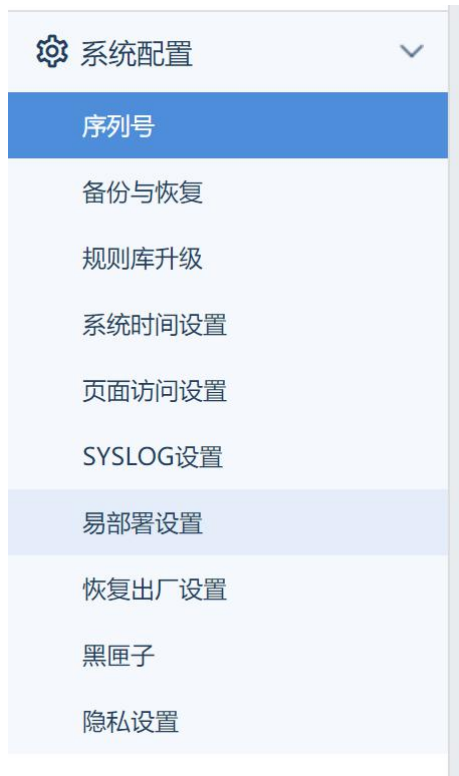 系统配置
序列号
备份与恢复
规则库升级
系统时间设置
页面访问设置
SYSLOG设置
易部署设置
恢复出厂设置
黑匣子
隐私设置